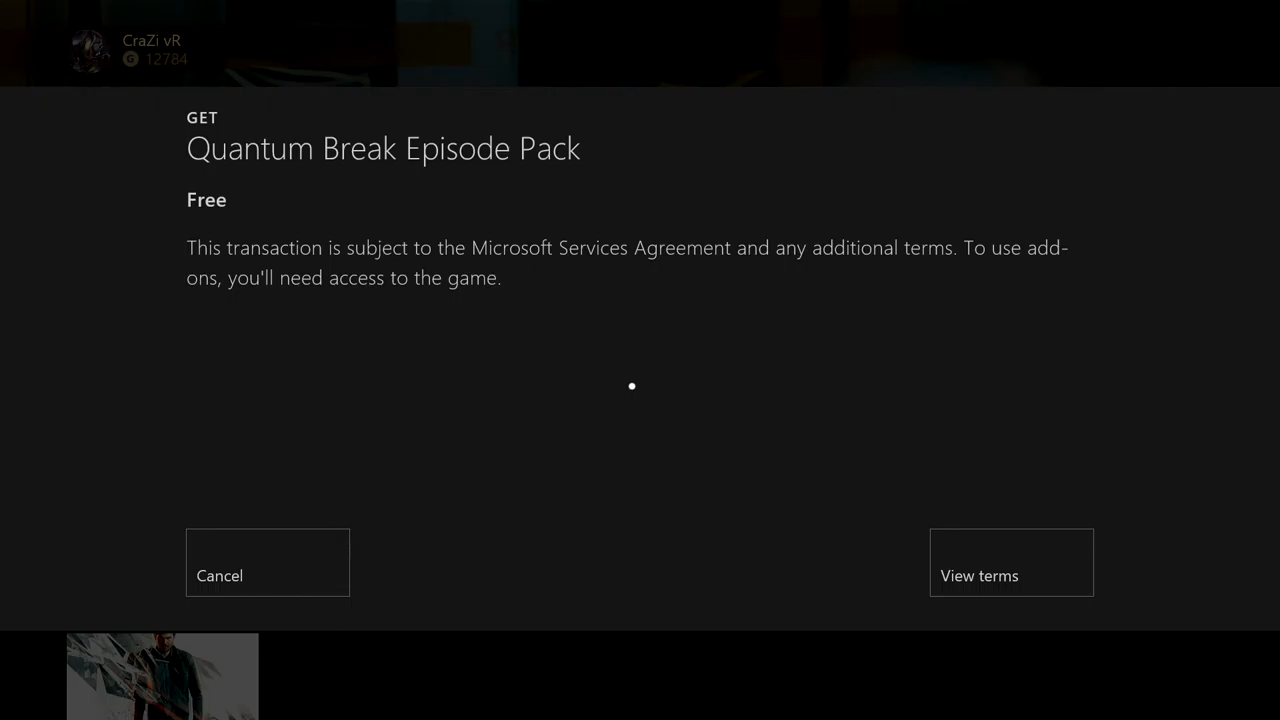 CraZi vR
G 12784
GET
Quantum Break Episode Pack
Free
This transaction is subject to the Microsoft Services Agreement and any additional terms. To use add-
ons, you'll need access to the game.
Cancel
View terms